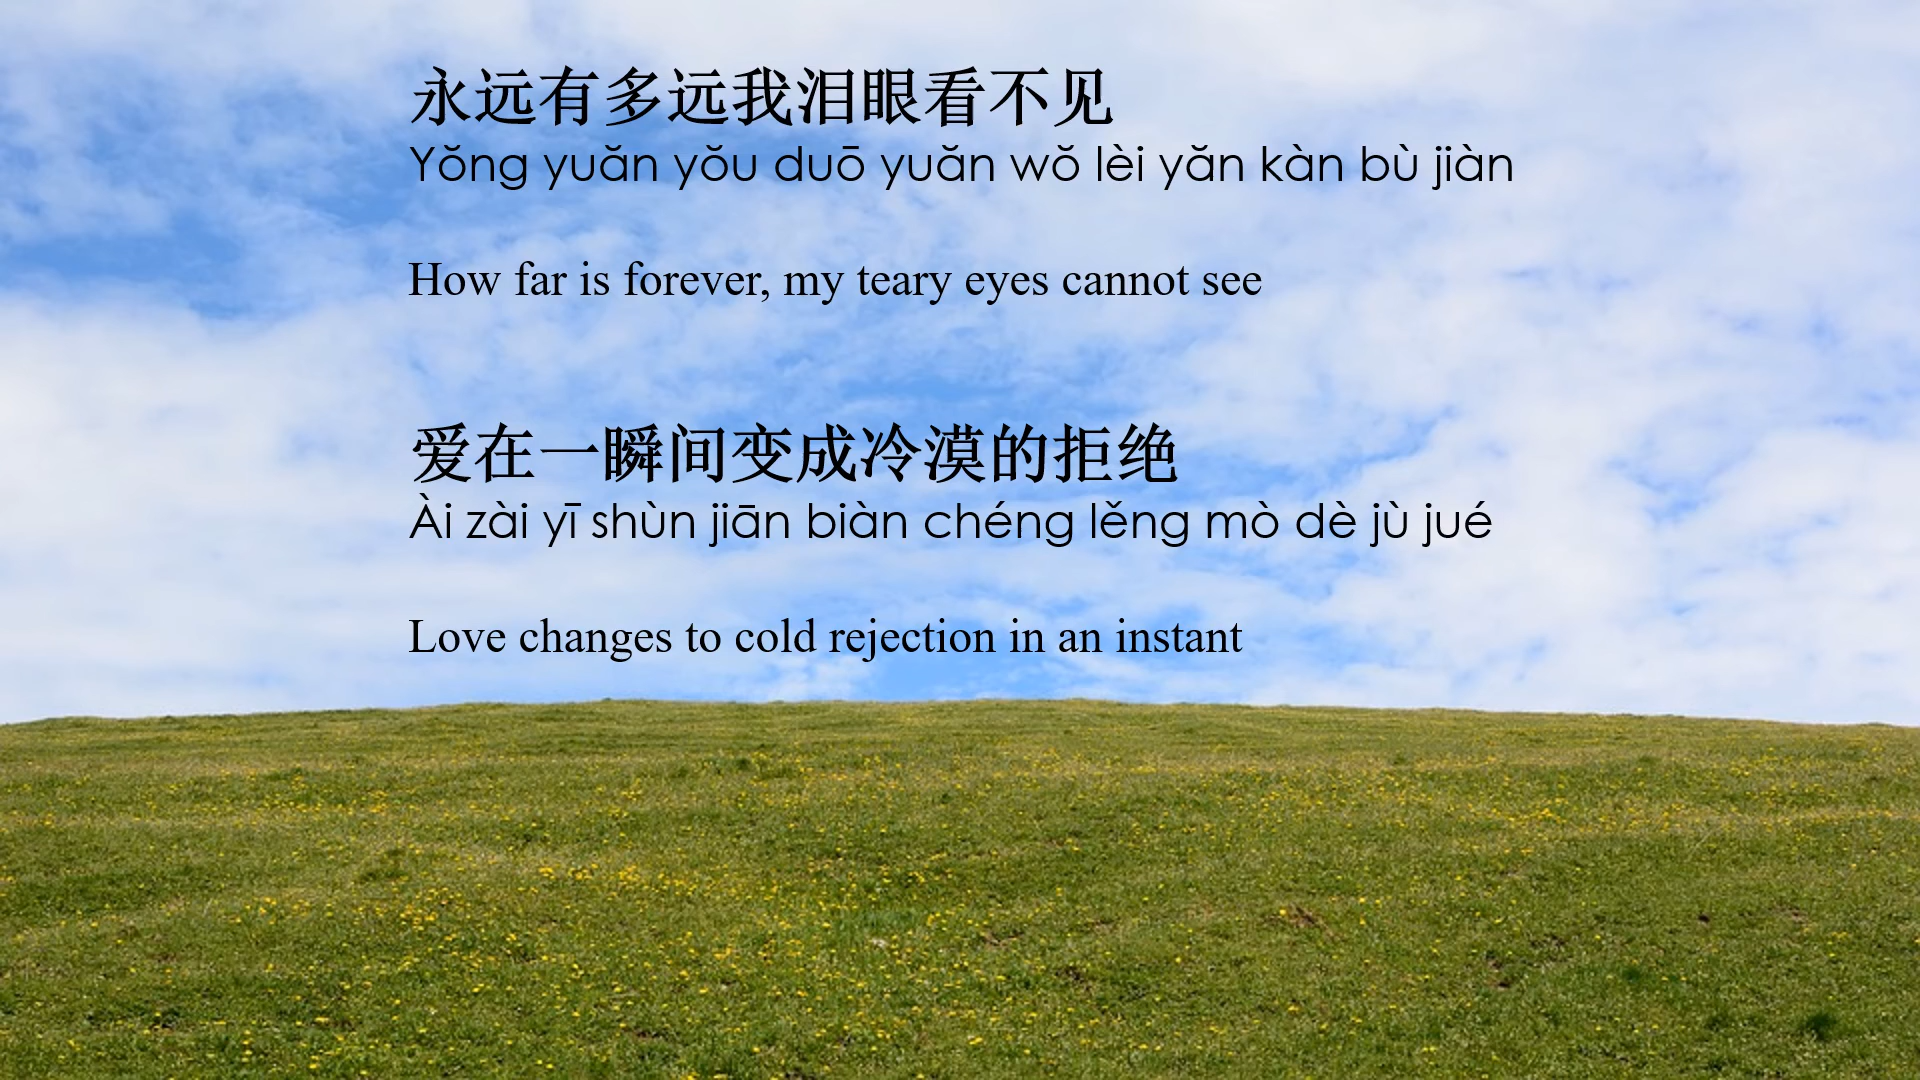 永远有多远我泪眼看不见
Yǒng yuǎn yǒu duō yuǎn wǒ lèi yǎn kàn bù jiàn
How far is forever, my teary eyes cannot see
爱在一瞬间变成冷漠的拒绝
Ài zài yī shùn jiān biàn chéng lěng mò dè jù jué
Love changes to cold rejection in an instant